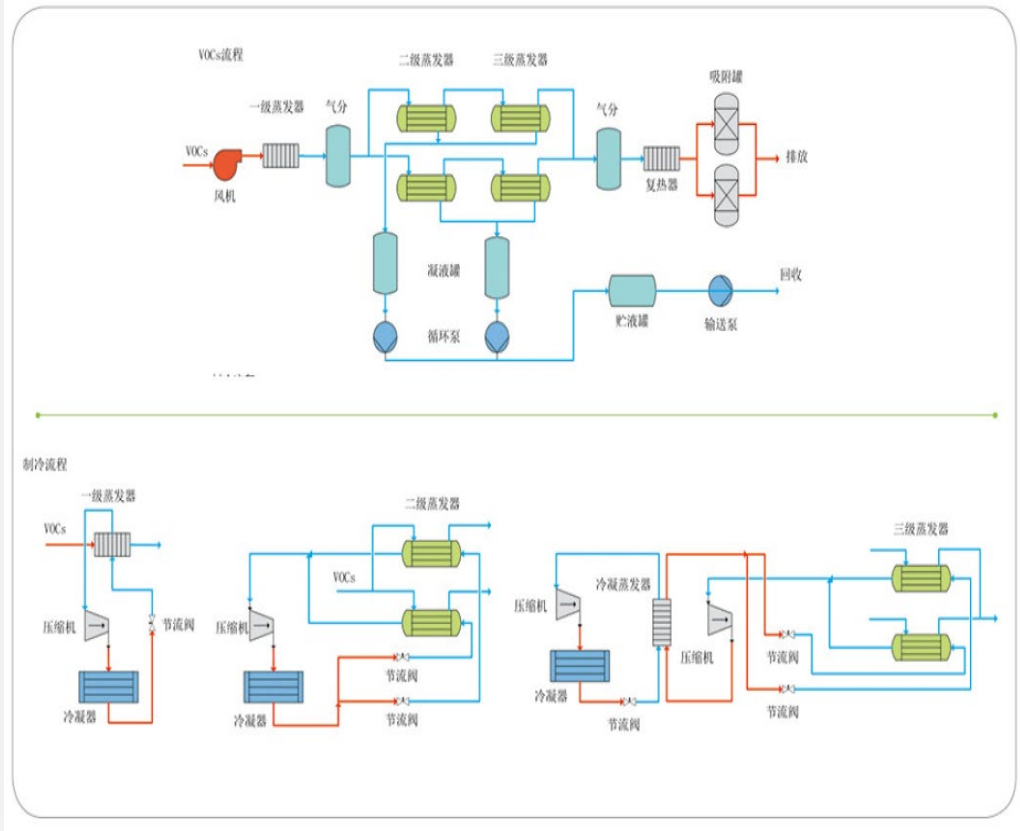 VOCs流程
二级蒸发器
三级蒸发器
吸附罐
一级蒸发器
气分
气分
VOCs
排放
风机
复热器
凝液罐
回收
贮液罐
输送泵
循环泵
制冷流程
一级蒸发器
二级蒸发器
三级蒸发器
VOCs
VOCs
冷凝蒸发器
压缩机
节流阀
压缩机
压缩机
压缩机
节流阀
节流阀
冷凝器
冷凝器
节流阀
冷凝器
节流阀
节流阀